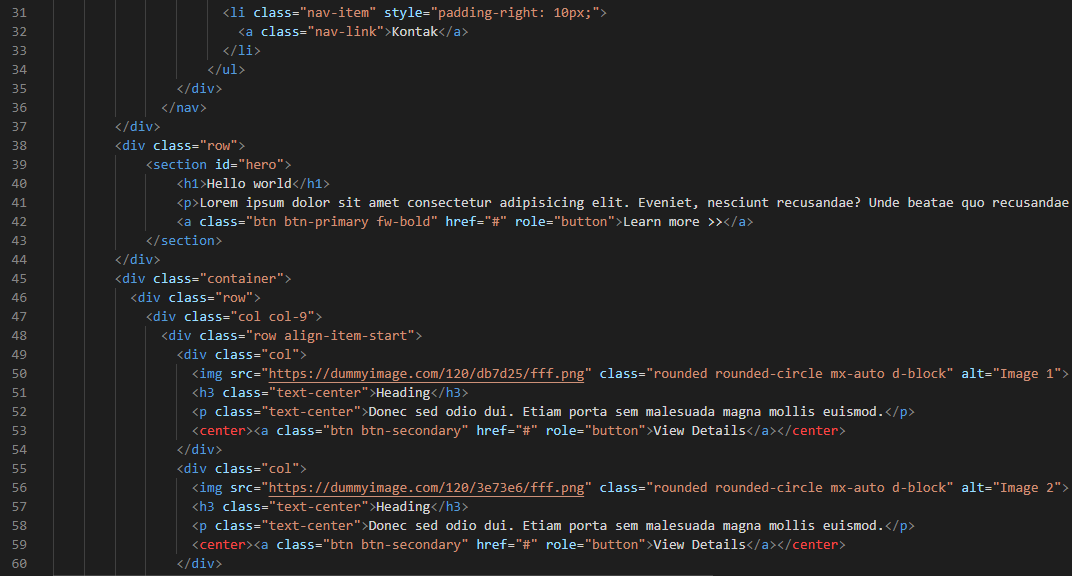 31 <li class="nav-item" style="padding-right: 10px;">
32 <a class="nav-link">Kontak</a>
33 </li>
34 </ul>
35 </div>
36 </nav>
37 </div>
38 <div class="row">
39 <section id="hero">
40 <h1>Hello world</h1>
41 <p>Lorem ipsum dolor sit amet consectetur adipisicing elit. Eveniet, nesciunt recusandae? Unde beatae quo recusandae
42 <a class="btn btn-primary fw-bold" href="#" role="button">Learn more >></a>
43 </section>
44 </div>
45 <div class="container">
46 <div class="row">
47 <div class="col col-9">
48 <div class="row align-item-start">
49 <div class="col">
50 <img src="https://dummyimage.com/120/db7d25/fff.png" class="rounded rounded-circle mx-auto d-block" alt="Image 1">
51 <h3 class="text-center">Heading</h3>
52 <p class="text-center">Donec sed odio dui. Etiam porta sem malesuada magna mollis euismod.</p>
53 <center><a class="btn btn-secondary" href="#" role="button">View Details</a></center>
54 </div>
55 <div class="col">
56 <img src="https://dummyimage.com/120/3e73e6/fff.png" class="rounded rounded-circle mx-auto d-block" alt="Image 2">
57 <h3 class="text-center">Heading</h3>
58 <p class="text-center">Donec sed odio dui. Etiam porta sem malesuada magna mollis euismod.</p>
59 <center><a class="btn btn-secondary" href="#" role="button">View Details</a></center>
60 </div>